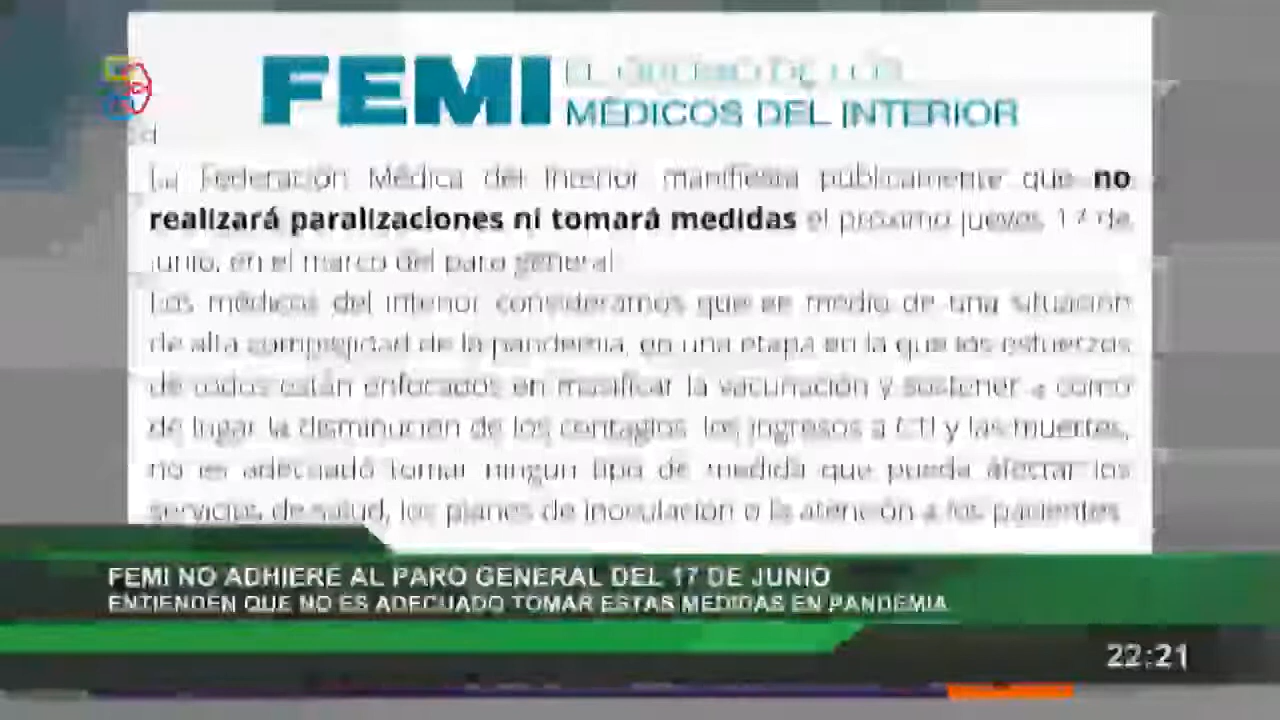 FEMI EL GREMIO DE LOS
MÉDICOS DEL INTERIOR
La Federación Médica del Interior manifiesta públicamente que no
realizará paralizaciones ni tomará medidas el próximo jueves 17 de
junio, en el marco del paro general
Los médicos del interior consideramos que en medio de una situación
de alta complejidad de la pandemia, en una etapa en la que los esfuerzos
de todos están enfocados en masificar la vacunación y sostener a como
dé lugar la disminución de los contagios, los ingresos a CTI y las muertes,
no es adecuado tomar ningún tipo de medida que pueda afectar los
servicios de salud, los planes de inoculación o la atención a los pacientes
FEMI NO ADHIERE AL PARO GENERAL DEL 17 DE JUNIO
ENTIENDEN QUE NO ES ADECUADO TOMAR ESTAS MEDIDAS EN PANDEMIA
22:21